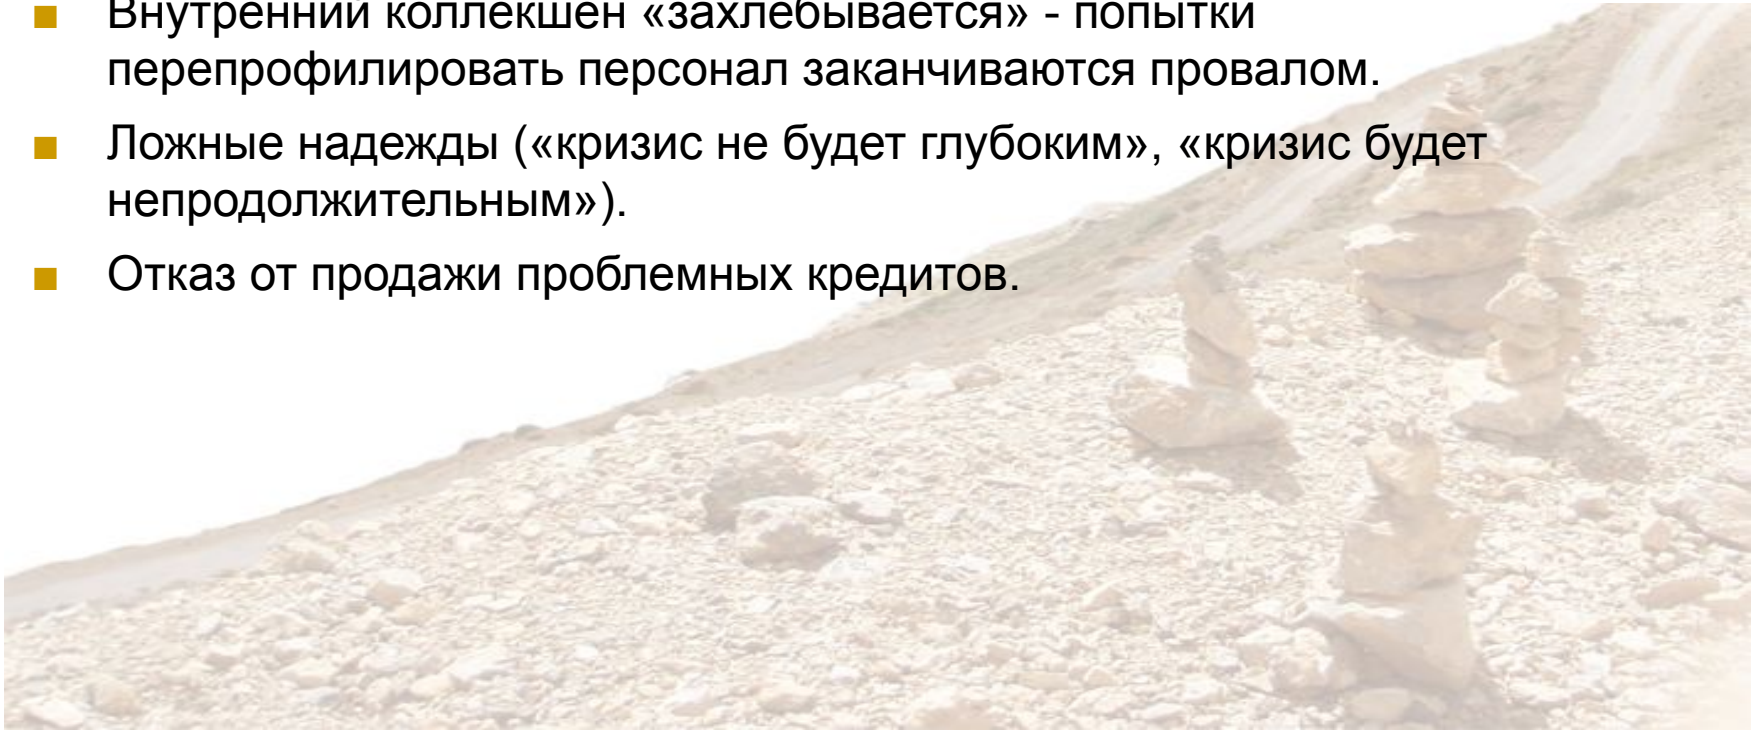 ■ Внутренний коллекшен «захлебывается» - попытки
перепрофилировать персонал заканчиваются провалом.
■ Ложные надежды («кризис не будет глубоким», «кризис будет
непродолжительным»).
■ Отказ от продажи проблемных кредитов.